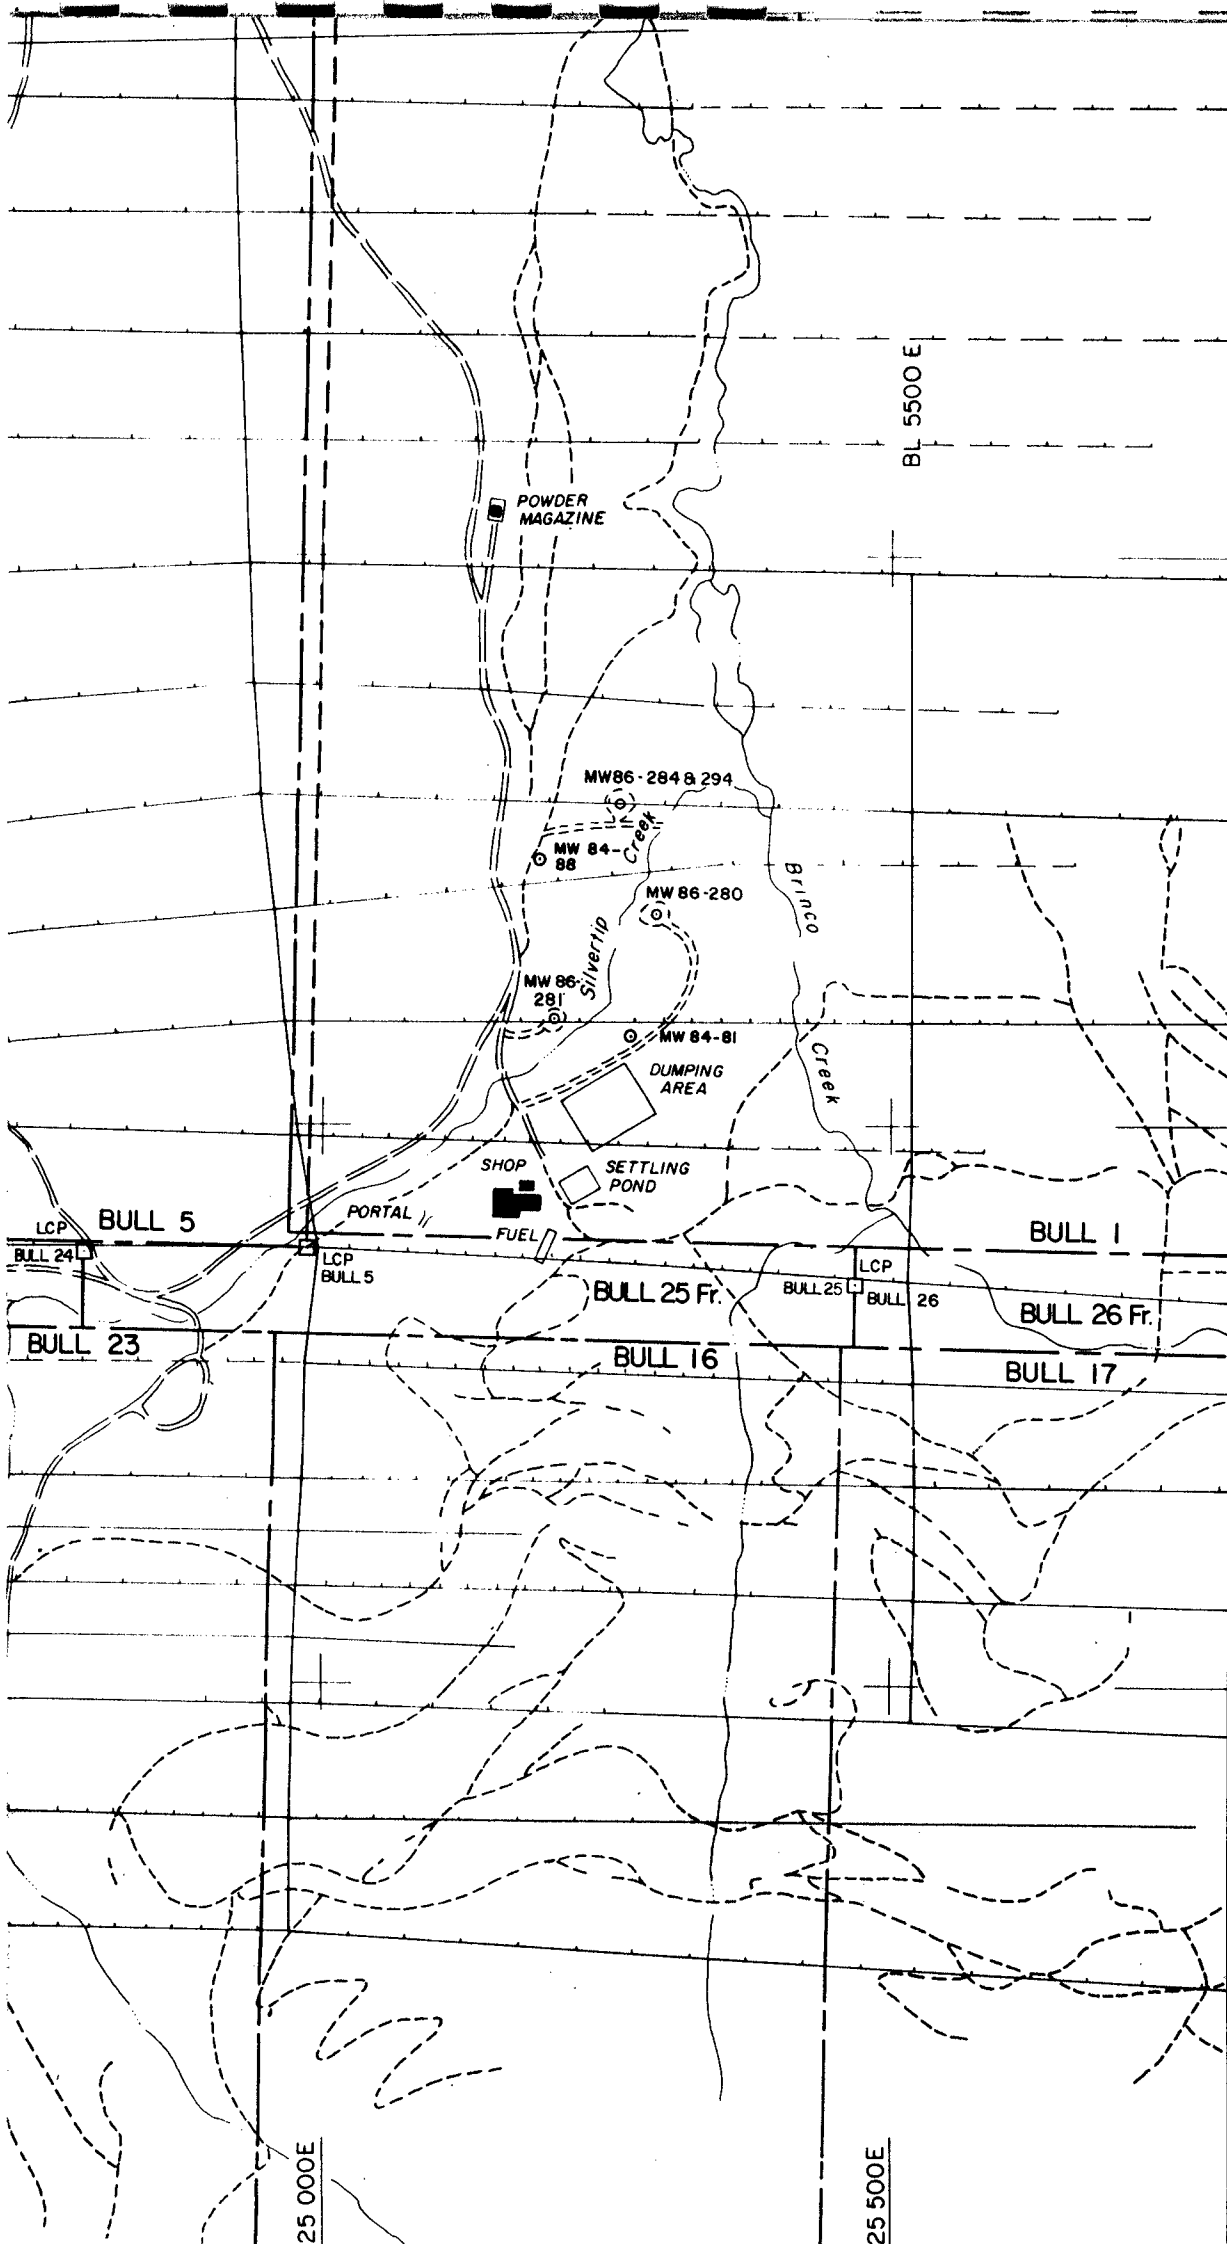 BL 5500 E
POWDER
MAGAZINE
MW86-284 & 294
MW 84-
88
Creek
Silvertip
MW 86-280
Brinco
Creek
MW 86-
281
MW 84-81
DUMPING
AREA
SHOP
SETTLING
POND
PORTAL
FUEL
LCP
BULL 5
BULL 24
LCP
BULL 5
BULL 1
LCP
BULL 25
BULL 26
BULL 25 Fr.
BULL 26 Fr.
BULL 23
BULL 16
BULL 17
25 000E
25 500E